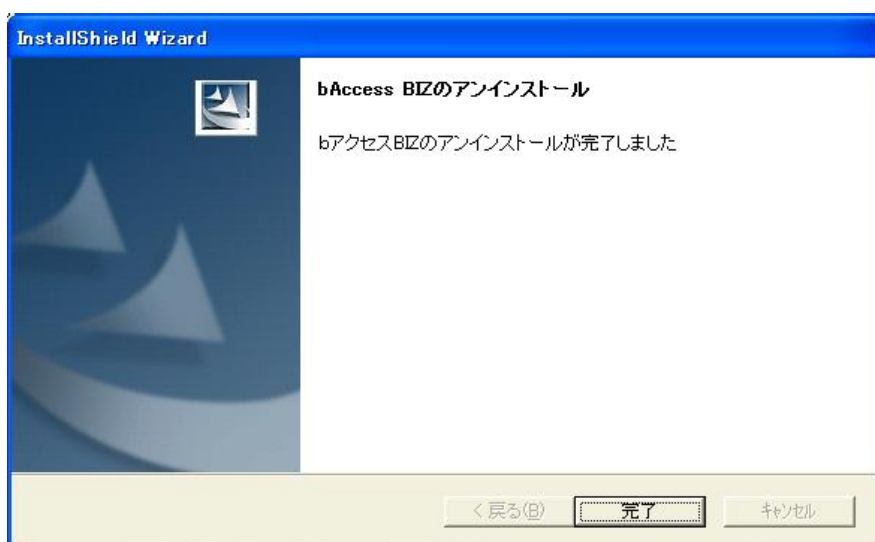 InstallShield Wizard
bAccess BIZのアンインストール
bアクセスBIZのアンインストールが完了しました
< 戻る(B)
完了
キャンセル